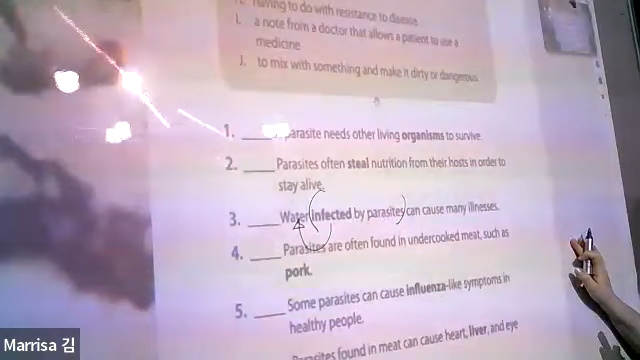 having to do with resistance to disease
I. a note from a doctor that allows a patient to use a
medicine
J. to mix with something and make it dirty or dangerous
1. ____ parasite needs other living organisms to survive.
2. ____ Parasites often steal nutrition from their hosts in order to
stay alive.
3. ____ Water infected by parasites can cause many illnesses.
4. ____ Parasites are often found in undercooked meat, such as
pork.
5. ____ Some parasites can cause influenza-like symptoms in
healthy people.
Parasites found in meat can cause heart, liver, and eye
Marrisa 김